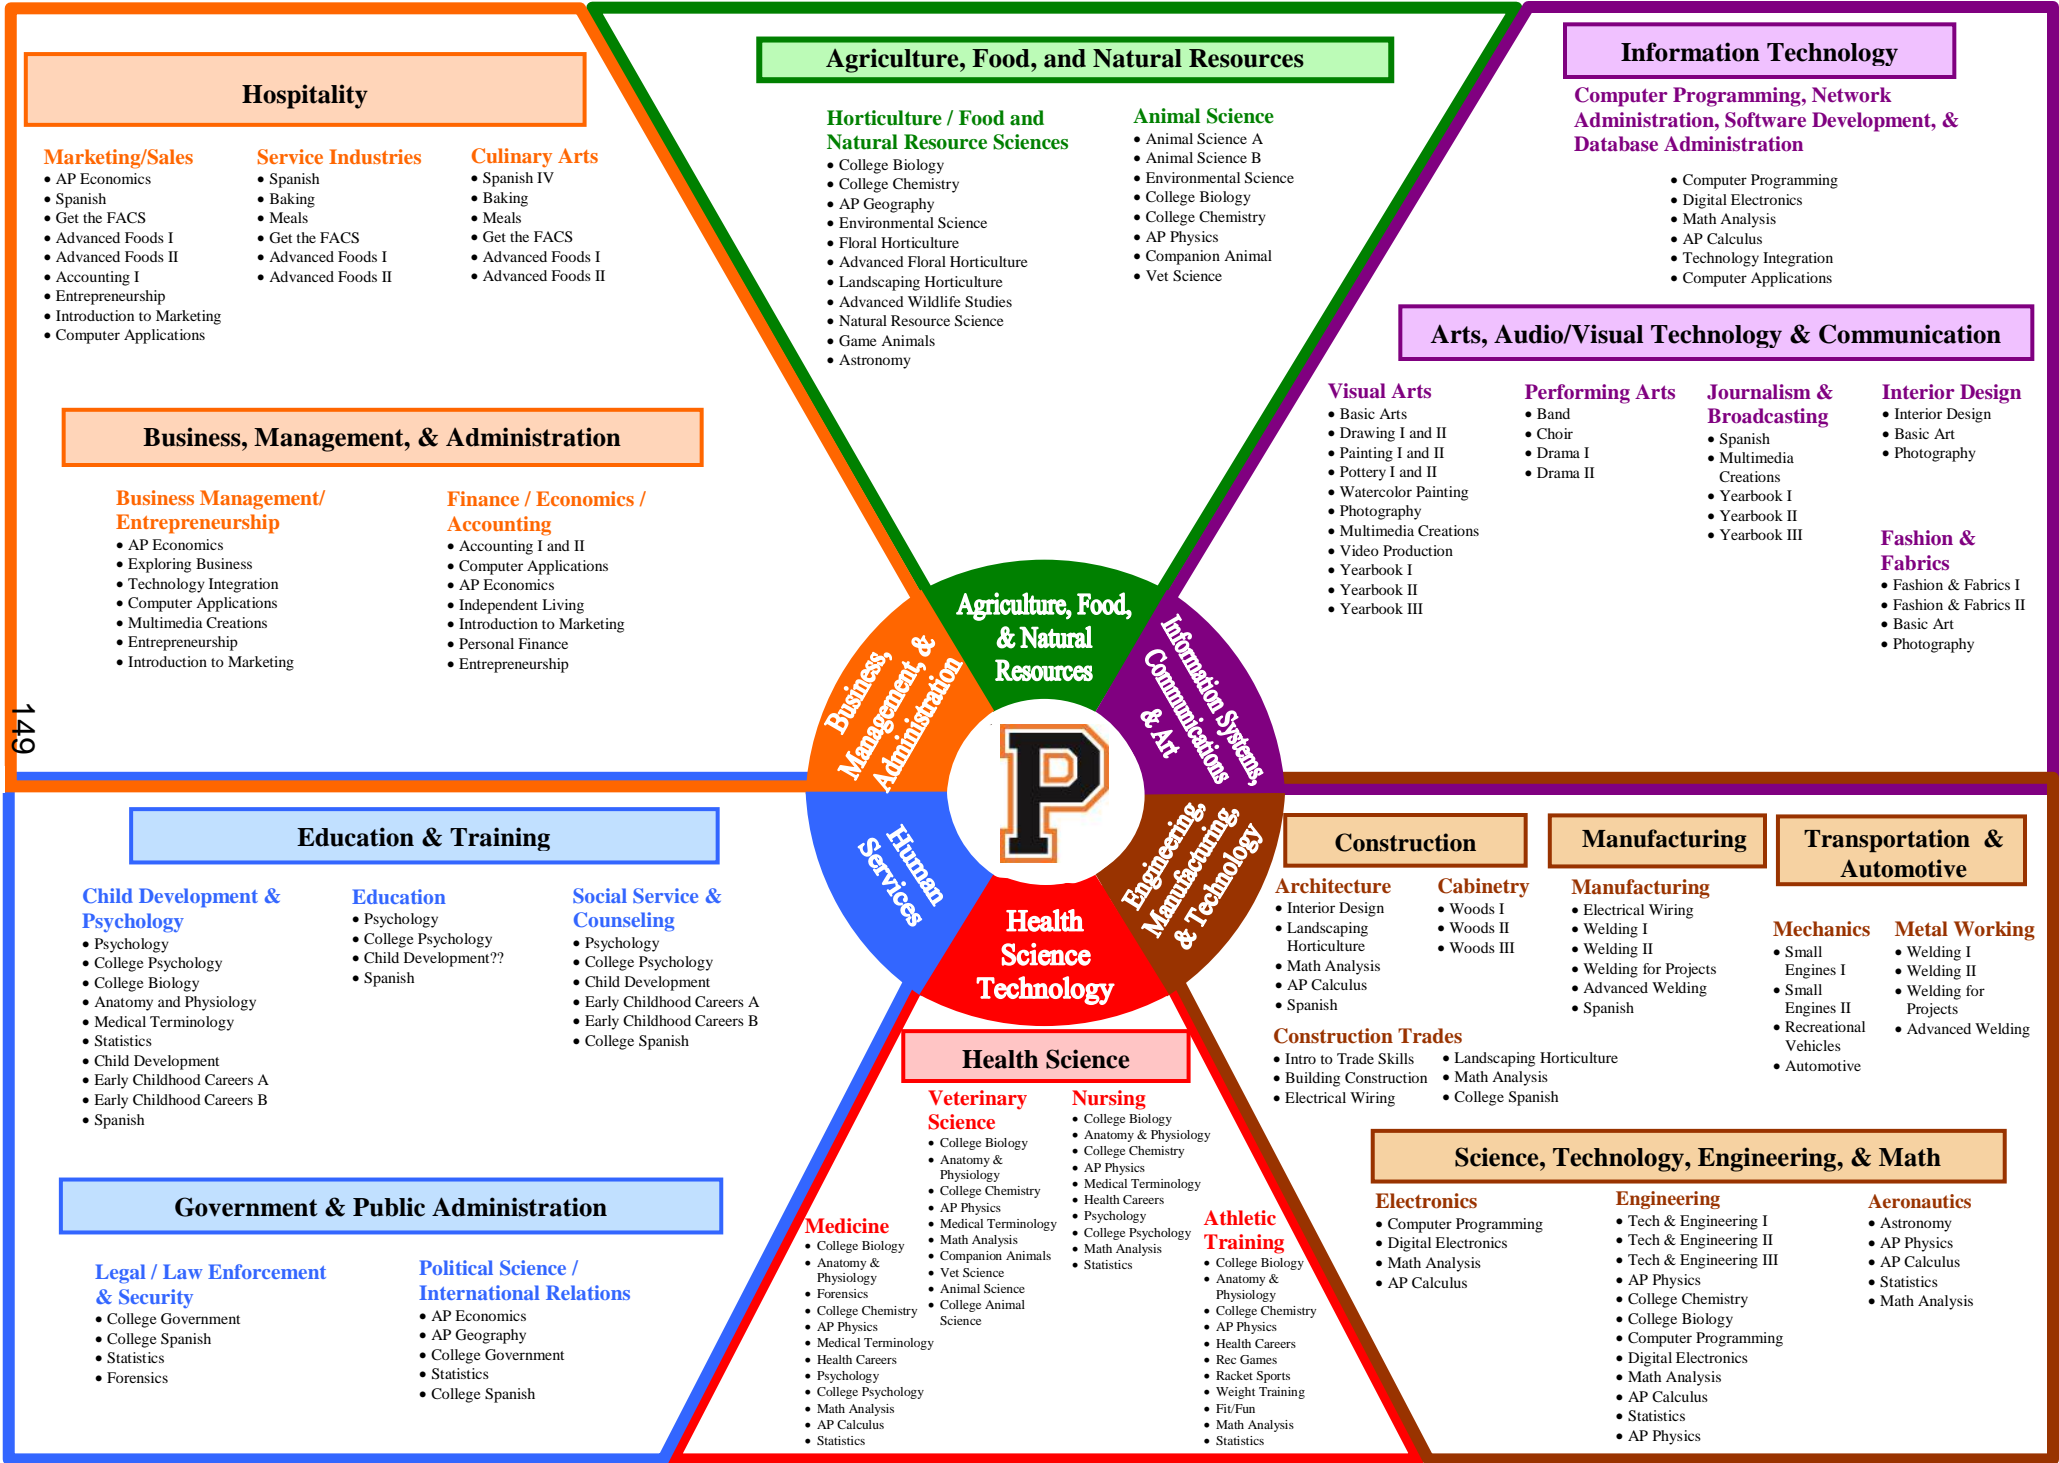 Hospitality
Marketing/Sales
• AP Economics
• Spanish
• Get the FACS
• Advanced Foods I
• Advanced Foods II
• Accounting I
• Entrepreneurship
• Introduction to Marketing
• Computer Applications
Service Industries
• Spanish
• Baking
• Meals
• Get the FACS
• Advanced Foods I
• Advanced Foods II
Culinary Arts
• Spanish IV
• Baking
• Meals
• Get the FACS
• Advanced Foods I
• Advanced Foods II
Business, Management, & Administration
Business Management/
Entrepreneurship
• AP Economics
• Exploring Business
• Technology Integration
• Computer Applications
• Multimedia Creations
• Entrepreneurship
• Introduction to Marketing
Finance / Economics /
Accounting
• Accounting I and II
• Computer Applications
• AP Economics
• Independent Living
• Introduction to Marketing
• Personal Finance
• Entrepreneurship
149
Agriculture, Food, and Natural Resources
Horticulture / Food and
Natural Resource Sciences
• College Biology
• College Chemistry
• AP Geography
• Environmental Science
• Floral Horticulture
• Advanced Floral Horticulture
• Landscaping Horticulture
• Advanced Wildlife Studies
• Natural Resource Science
• Game Animals
• Astronomy
Animal Science
• Animal Science A
• Animal Science B
• Environmental Science
• College Biology
• College Chemistry
• AP Physics
• Companion Animal
• Vet Science
Information Technology
Computer Programming, Network
Administration, Software Development, &
Database Administration
• Computer Programming
• Digital Electronics
• Math Analysis
• AP Calculus
• Technology Integration
• Computer Applications
Arts, Audio/Visual Technology & Communication
Visual Arts
• Basic Arts
• Drawing I and II
• Painting I and II
• Pottery I and II
• Watercolor Painting
• Photography
• Multimedia Creations
• Video Production
• Yearbook I
• Yearbook II
• Yearbook III
Performing Arts
• Band
• Choir
• Drama I
• Drama II
Journalism &
Broadcasting
• Spanish
• Multimedia
Creations
• Yearbook I
• Yearbook II
• Yearbook III
Interior Design
• Interior Design
• Basic Art
• Photography
Fashion &
Fabrics
• Fashion & Fabrics I
• Fashion & Fabrics II
• Basic Art
• Photography
Agriculture, Food,
& Natural
Resources
Business,
Management, &
Administration
Information Systems,
Communications
& Art
P
Human
Services
Health
Science
Technology
Engineering,
Manufacturing,
& Technology
Education & Training
Child Development &
Psychology
• Psychology
• College Psychology
• College Biology
• Anatomy and Physiology
• Medical Terminology
• Statistics
• Child Development
• Early Childhood Careers A
• Early Childhood Careers B
• Spanish
Education
• Psychology
• College Psychology
• Child Development??
• Spanish
Social Service &
Counseling
• Psychology
• College Psychology
• Child Development
• Early Childhood Careers A
• Early Childhood Careers B
• College Spanish
Government & Public Administration
Legal / Law Enforcement
& Security
• College Government
• College Spanish
• Statistics
• Forensics
Political Science /
International Relations
• AP Economics
• AP Geography
• College Government
• Statistics
• College Spanish
Health Science
Medicine
• College Biology
• Anatomy &
Physiology
• Forensics
• College Chemistry
• AP Physics
• Medical Terminology
• Health Careers
• Psychology
• College Psychology
• Math Analysis
• AP Calculus
• Statistics
Veterinary
Science
• College Biology
• Anatomy &
Physiology
• College Chemistry
• AP Physics
• Medical Terminology
• Math Analysis
• Companion Animals
• Vet Science
• Animal Science
• College Animal
Science
Nursing
• College Biology
• Anatomy & Physiology
• College Chemistry
• AP Physics
• Medical Terminology
• Health Careers
• Psychology
• College Psychology
• Math Analysis
• Statistics
Athletic
Training
• College Biology
• Anatomy &
Physiology
• College Chemistry
• AP Physics
• Health Careers
• Rec Games
• Racket Sports
• Weight Training
• Fit/Fun
• Math Analysis
• Statistics
Construction
Architecture
• Interior Design
• Landscaping
Horticulture
• Math Analysis
• AP Calculus
• Spanish
Cabinetry
• Woods I
• Woods II
• Woods III
Construction Trades
• Intro to Trade Skills
• Building Construction
• Electrical Wiring
• Landscaping Horticulture
• Math Analysis
• College Spanish
Manufacturing
Manufacturing
• Electrical Wiring
• Welding I
• Welding II
• Welding for Projects
• Advanced Welding
• Spanish
Transportation &
Automotive
Mechanics
• Small
Engines I
• Small
Engines II
• Recreational
Vehicles
• Automotive
Metal Working
• Welding I
• Welding II
• Welding for
Projects
• Advanced Welding
Science, Technology, Engineering, & Math
Electronics
• Computer Programming
• Digital Electronics
• Math Analysis
• AP Calculus
Engineering
• Tech & Engineering I
• Tech & Engineering II
• Tech & Engineering III
• AP Physics
• College Chemistry
• College Biology
• Computer Programming
• Digital Electronics
• Math Analysis
• AP Calculus
• Statistics
• AP Physics
Aeronautics
• Astronomy
• AP Physics
• AP Calculus
• Statistics
• Math Analysis